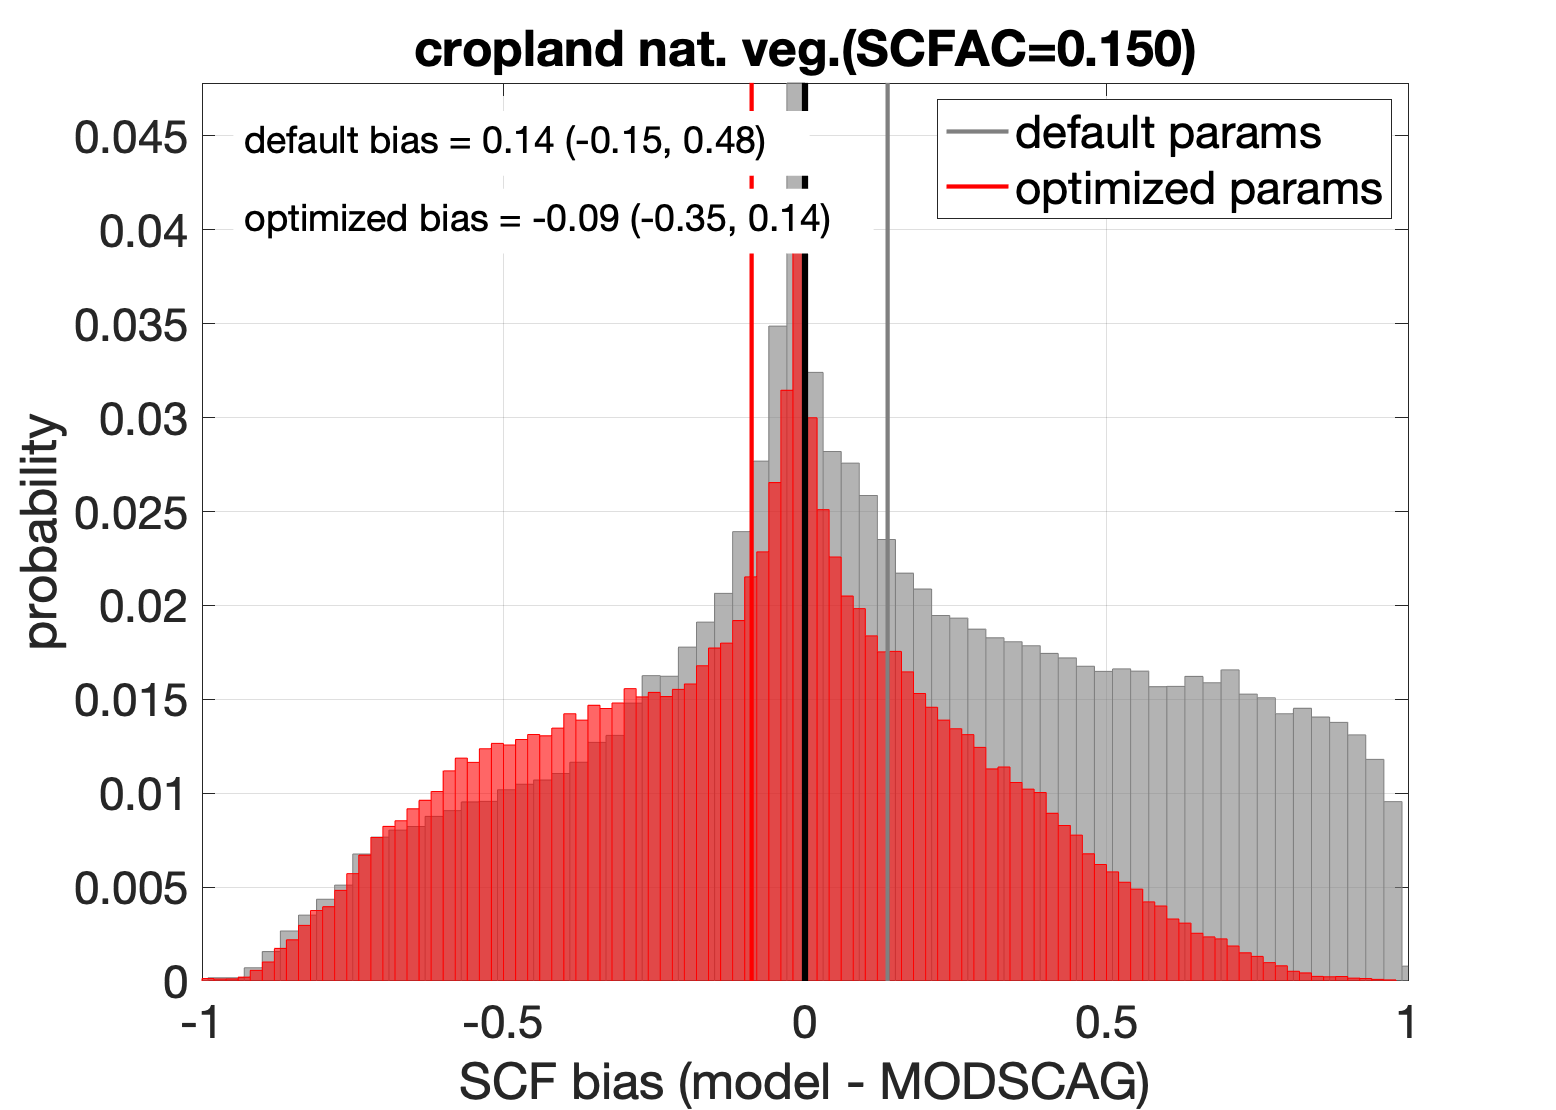 cropland nat. veg.(SCFAC=0.150)
default bias = 0.14 (-0.15, 0.48)
optimized bias = -0.09 (-0.35, 0.14)
default params
optimized params
probability
0.045
0.04
0.035
0.03
0.025
0.02
0.015
0.01
0.005
0
-1 -0.5 0 0.5 1
SCF bias (model - MODSCAG)